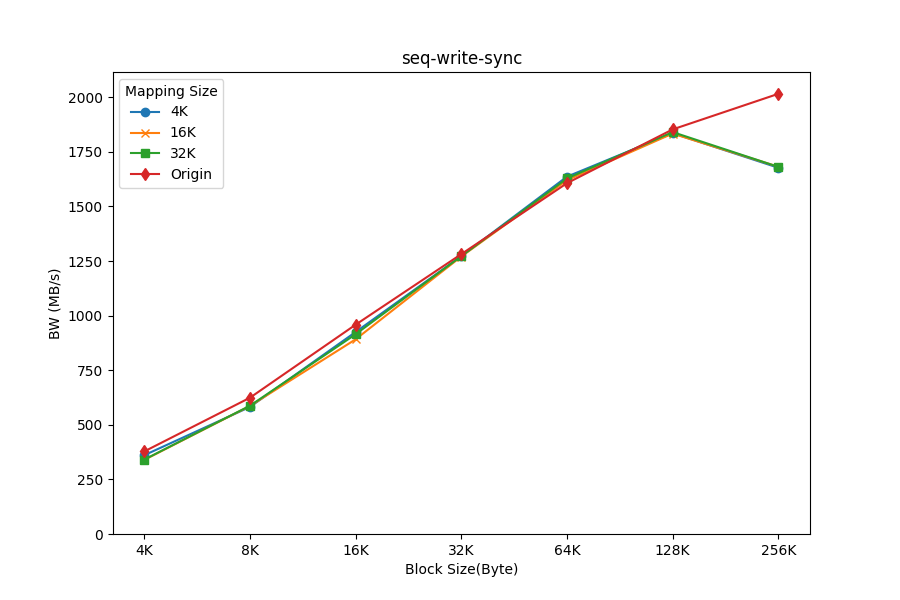 seq-write-sync
Mapping Size
4K
16K
32K
Origin
BW (MB/s)
2000
1750
1500
1250
1000
750
500
250
0
4K 8K 16K 32K 64K 128K 256K
Block Size(Byte)